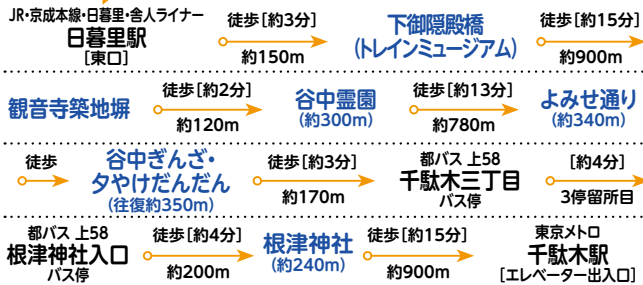 JR・京成本線・日暮里・舎人ライナー
日暮里駅
[東口]
徒歩[約3分]
約150m
下御隠殿橋
(トレインミュージアム)
徒歩[約15分]
約900m
観音寺築地塀
徒歩[約2分]
約120m
谷中霊園
(約300m)
徒歩[約13分]
約780m
よみせ通り
(約340m)
徒歩
谷中ぎんざ・
夕やけだんだん
(往復約350m)
徒歩[約3分]
約170m
都バス 上58
千駄木三丁目
バス停
[約4分]
3停留所目
都バス 上58
根津神社入口
バス停
徒歩[約4分]
約200m
根津神社
(約240m)
徒歩[約15分]
約900m
東京メトロ
千駄木駅
[エレベーター出入口]